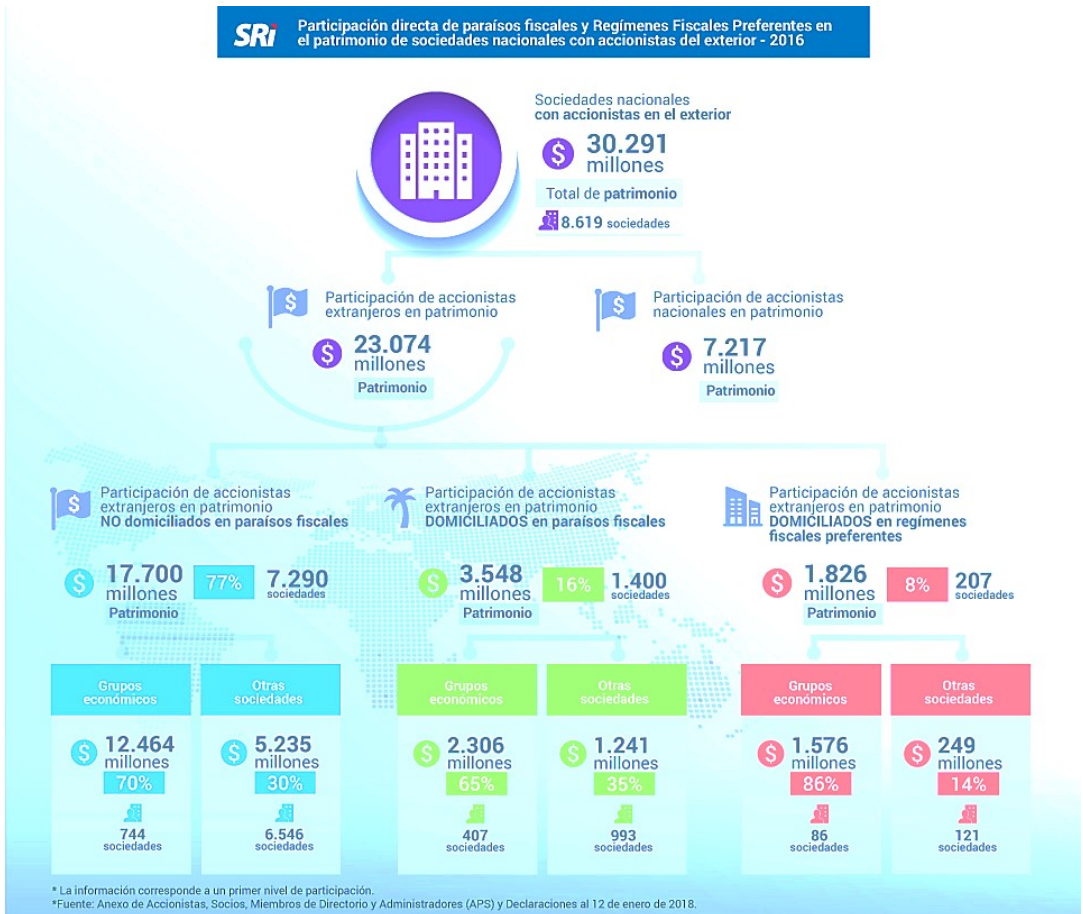 SRi
Participación directa de paraísos fiscales y Regímenes Fiscales Preferentes en
el patrimonio de sociedades nacionales con accionistas del exterior - 2016
Sociedades nacionales
con accionistas en el exterior
$ 30.291
millones
Total de patrimonio
8.619 sociedades
$ Participación de accionistas
extranjeros en patrimonio
$ 23.074
millones
Patrimonio
$ Participación de accionistas
nacionales en patrimonio
$ 7.217
millones
Patrimonio
$ Participación de accionistas
extranjeros en patrimonio
NO domiciliados en paraísos fiscales
$ 17.700
millones
Patrimonio
77%
7.290
sociedades
Participación de accionistas
extranjeros en patrimonio
DOMICILIADOS en paraísos fiscales
$ 3.548
millones
Patrimonio
16%
1.400
sociedades
Participación de accionistas
extranjeros en patrimonio
DOMICILIADOS en regímenes
fiscales preferentes
$ 1.826
millones
Patrimonio
8%
207
sociedades
Grupos
económicos
$ 12.464
millones
70%
744
sociedades
Otras
sociedades
$ 5.235
millones
30%
6.546
sociedades
Grupos
económicos
$ 2.306
millones
65%
407
sociedades
Otras
sociedades
$ 1.241
millones
35%
993
sociedades
Grupos
económicos
$ 1.576
millones
86%
86
sociedades
Otras
sociedades
$ 249
millones
14%
121
sociedades
* La información corresponde a un primer nivel de participación.
*Fuente: Anexo de Accionistas, Socios, Miembros de Directorio y Administradores (APS) y Declaraciones al 12 de enero de 2018.